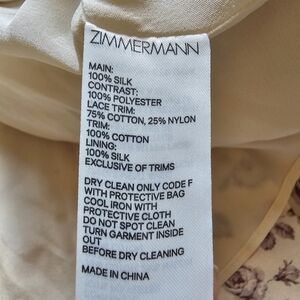 ZIMMERMANN
MAIN:
100% SILK
CONTRAST:
100% POLYESTER
LACE TRIM:
75% COTTON, 25% NYLON
TRIM:
100% COTTON
LINING:
100% SILK
EXCLUSIVE OF TRIMS
DRY CLEAN ONLY CODE F
WITH PROTECTIVE BAG
COOL IRON WITH
PROTECTIVE CLOTH
DO NOT SPOT CLEAN
TURN GARMENT INSIDE
OUT
BEFORE DRY CLEANING
MADE IN CHINA